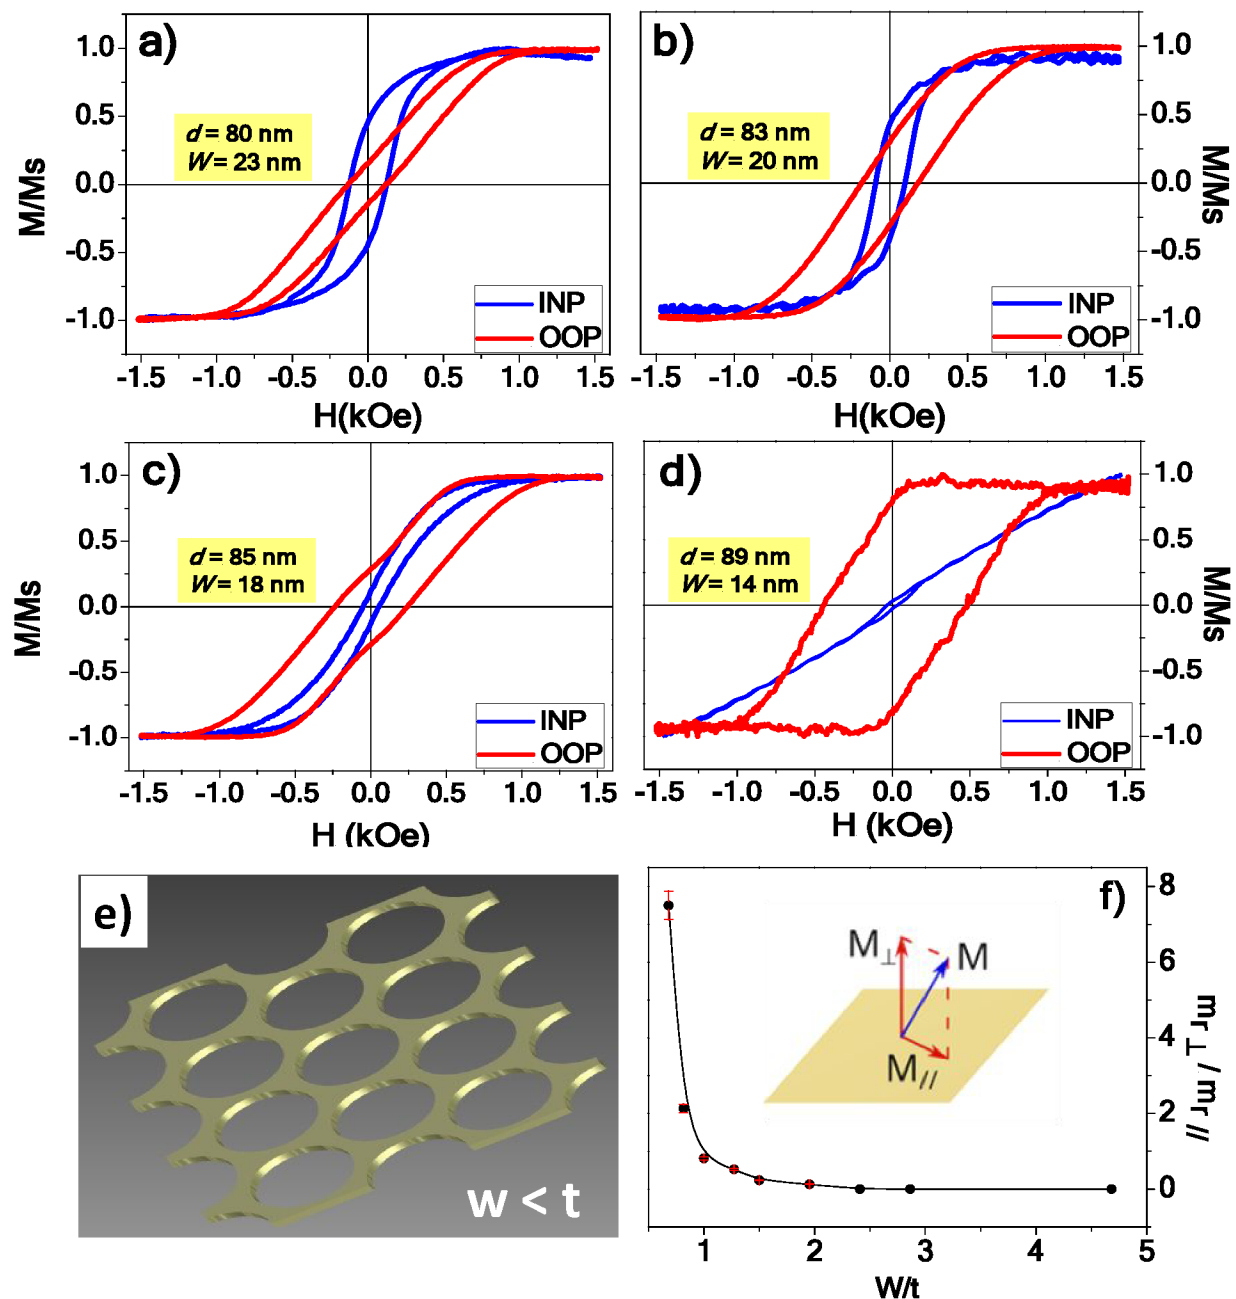 a)
1.0
0.5
0.0
-0.5
-1.0
M/Ms
d = 80 nm
W = 23 nm
INP
OOP
-1.5 -1.0 -0.5 0.0 0.5 1.0 1.5
H(kOe)
b)
1.0
0.5
0.0
-0.5
-1.0
M/Ms
d = 83 nm
W = 20 nm
INP
OOP
-1.5 -1.0 -0.5 0.0 0.5 1.0 1.5
H(kOe)
c)
1.0
0.5
0.0
-0.5
-1.0
M/Ms
d = 85 nm
W = 18 nm
INP
OOP
-1.5 -1.0 -0.5 0.0 0.5 1.0 1.5
H (kOe)
d)
1.0
0.5
0.0
-0.5
-1.0
M/Ms
d = 89 nm
W = 14 nm
INP
OOP
-1.5 -1.0 -0.5 0.0 0.5 1.0 1.5
H (kOe)
e)
w < t
f)
8
6
4
2
0
m r⊥ / m r //
M⊥
M
M//
1 2 3 4 5
W/t